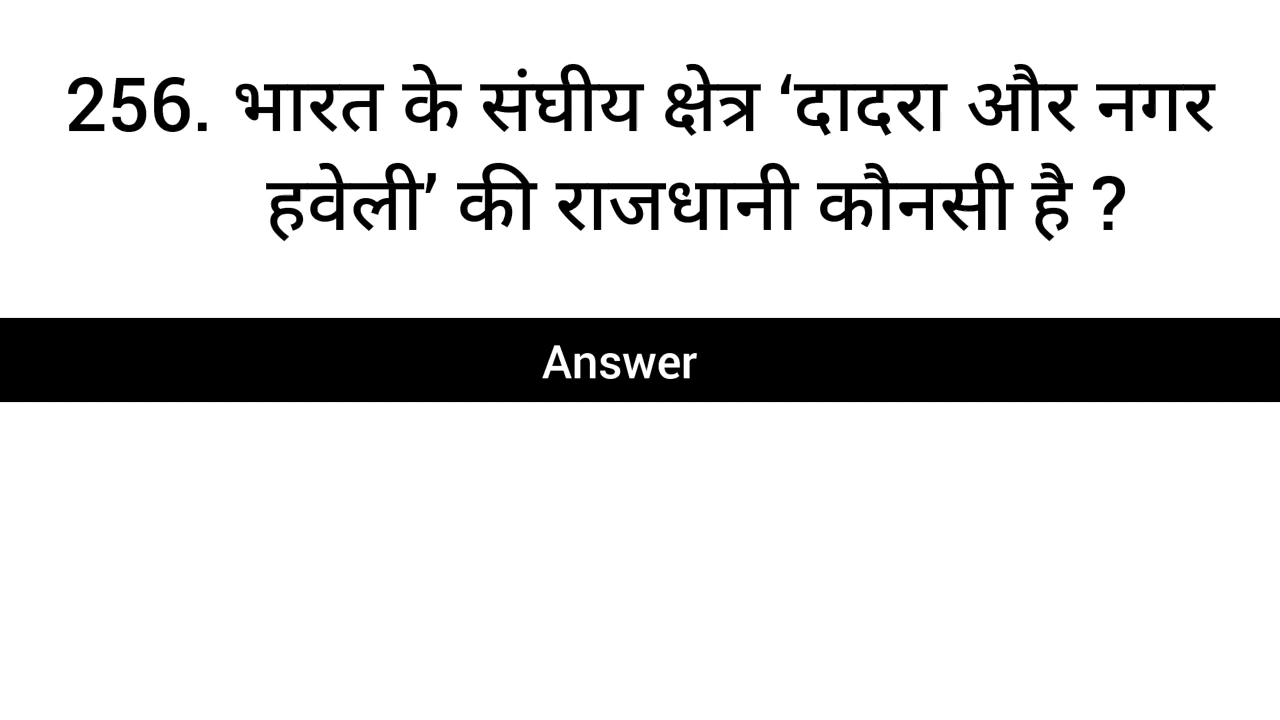 256. भारत के संघीय क्षेत्र ‘दादरा और नगर
हवेली’ की राजधानी कौनसी है ?
Answer